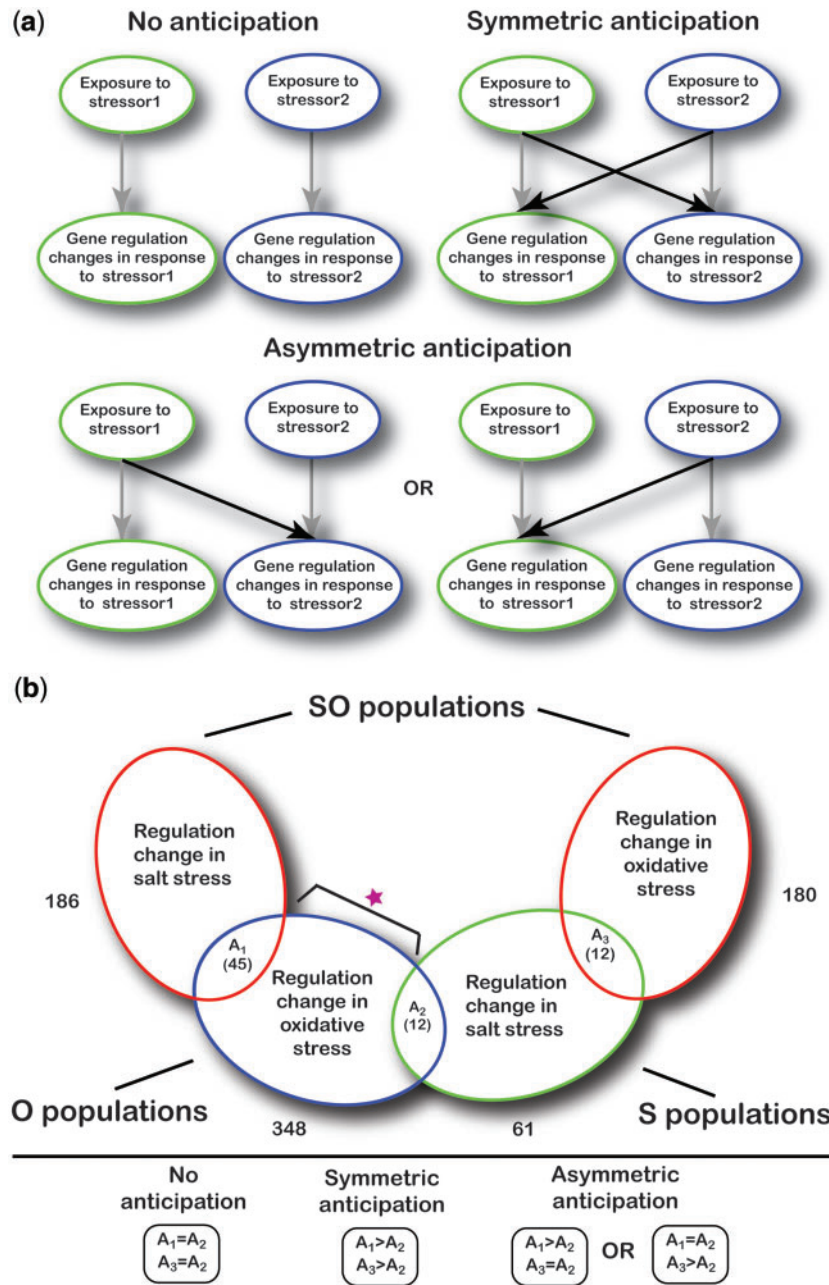 (a)
No anticipation
Symmetric anticipation
Exposure to
stressor1
Exposure to
stressor2
Exposure to
stressor1
Exposure to
stressor2
Gene regulation
changes in response
to stressor1
Gene regulation
changes in response
to stressor2
Gene regulation
changes in response
to stressor1
Gene regulation
changes in response
to stressor2
Asymmetric anticipation
Exposure to
stressor1
Exposure to
stressor2
OR
Exposure to
stressor1
Exposure to
stressor2
Gene regulation
changes in response
to stressor1
Gene regulation
changes in response
to stressor2
Gene regulation
changes in response
to stressor1
Gene regulation
changes in response
to stressor2
(b)
SO populations
Regulation
change in
salt stress
Regulation
change in
oxidative
stress
186
180
A₁
(45)
Regulation
change in
oxidative
stress
A₂
(12)
Regulation
change in
salt stress
A₃
(12)
O populations
S populations
348
61
No
anticipation
A₁=A₂
A₃=A₂
Symmetric
anticipation
A₁>A₂
A₃>A₂
Asymmetric
anticipation
A₁>A₂
A₃=A₂
OR
A₁=A₂
A₃>A₂